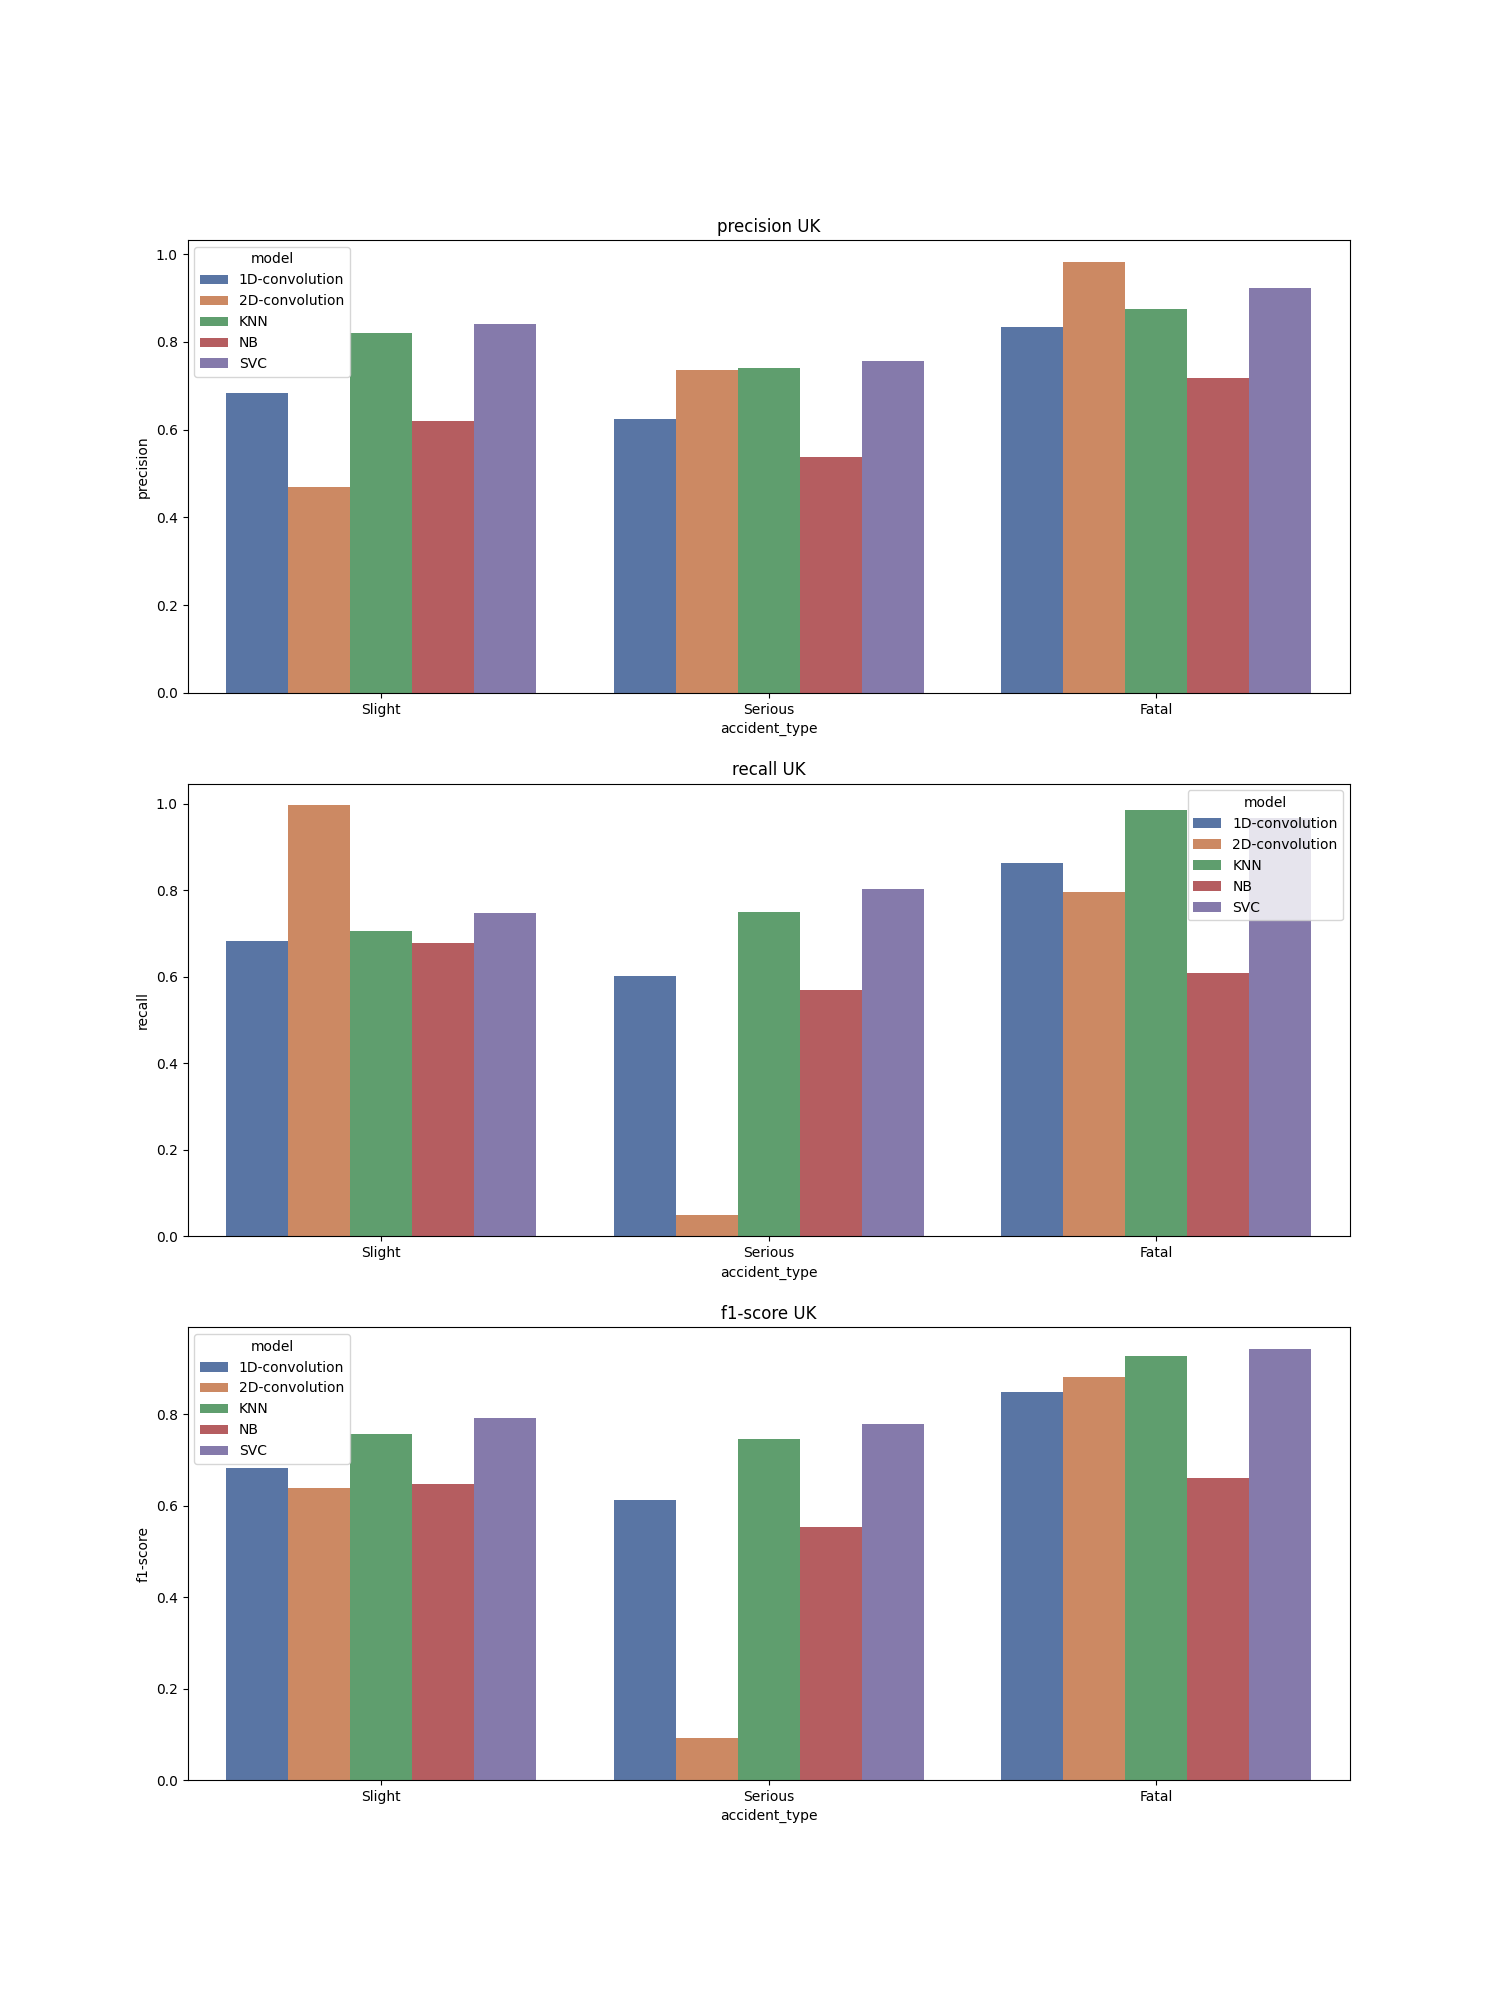 precision UK
model
1D-convolution
2D-convolution
KNN
NB
SVC
1.0
0.8
0.6
0.4
0.2
0.0
precision
Slight Serious Fatal
accident_type
recall UK
model
1D-convolution
2D-convolution
KNN
NB
SVC
1.0
0.8
0.6
0.4
0.2
0.0
recall
Slight Serious Fatal
accident_type
f1-score UK
model
1D-convolution
2D-convolution
KNN
NB
SVC
0.8
0.6
0.4
0.2
0.0
f1-score
Slight Serious Fatal
accident_type